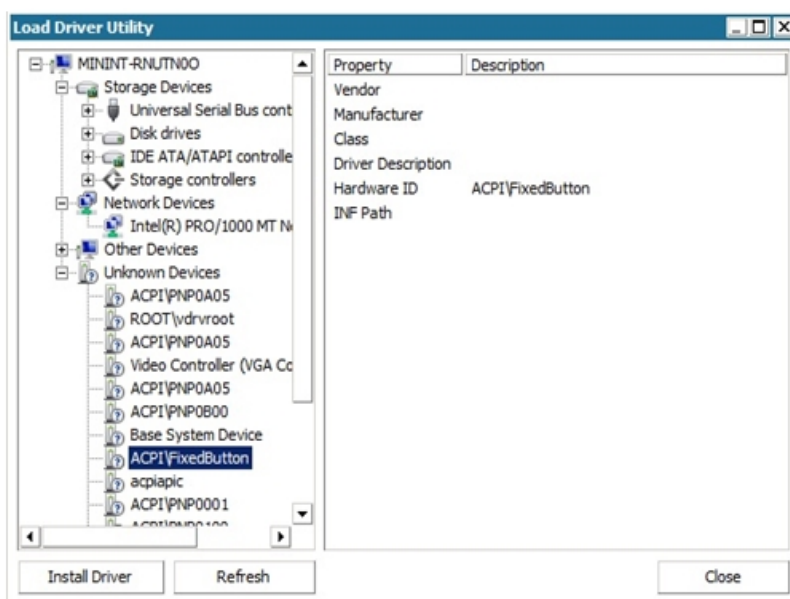 Load Driver Utility
MININT-RNUTN0O
Storage Devices
Universal Serial Bus cont
Disk drives
IDE ATA/ATAPI controlle
Storage controllers
Network Devices
Intel(R) PRO/1000 MT Ne
Other Devices
Unknown Devices
ACPI\PNP0A05
ROOT\vdrvroot
ACPI\PNP0A05
Video Controller (VGA Co
ACPI\PNP0A05
ACPI\PNP0B00
Base System Device
ACPI\FixedButton
acpiapic
ACPI\PNP0001
Property Description
Vendor
Manufacturer
Class
Driver Description
Hardware ID ACPI\FixedButton
INF Path
Install Driver Refresh Close